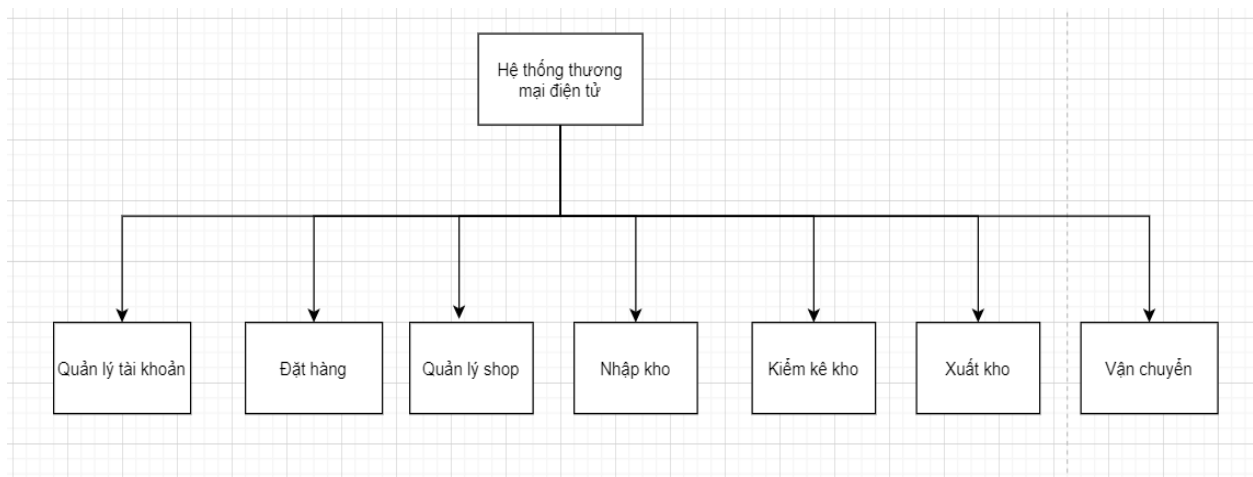 Hệ thống thương
mại điện tử
Quản lý tài khoản
Đặt hàng
Quản lý shop
Nhập kho
Kiểm kê kho
Xuất kho
Vận chuyển